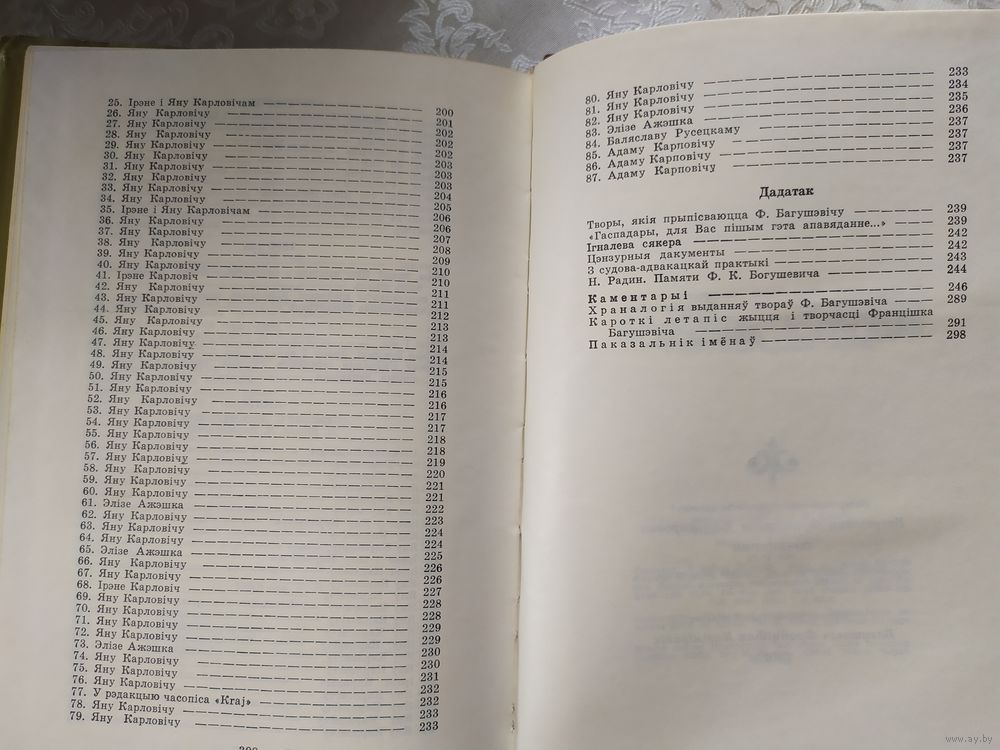 25. Ірэне і Яну Карловічам 200
26. Яну Карловічу 201
27. Яну Карловічу 202
28. Яну Карловічу 202
29. Яну Карловічу 202
30. Яну Карловічу 203
31. Яну Карловічу 203
32. Яну Карловічу 203
33. Яну Карловічу 204
34. Яну Карловічу 205
35. Ірэне і Яну Карловічам 206
36. Яну Карловічу 206
37. Яну Карловічу 207
38. Яну Карловічу 208
39. Яну Карловічу 209
40. Яну Карловічу 210
41. Ірэне Карловіч 210
42. Яну Карловічу 211
43. Яну Карловічу 211
44. Яну Карловічу 212
45. Яну Карловічу 213
46. Яну Карловічу 213
47. Яну Карловічу 214
48. Яну Карловічу 214
49. Яну Карловічу 215
50. Яну Карловічу 215
51. Яну Карловічу 216
52. Яну Карловічу 216
53. Яну Карловічу 217
54. Яну Карловічу 217
55. Яну Карловічу 218
56. Яну Карловічу 218
57. Яну Карловічу 219
58. Яну Карловічу 220
59. Яну Карловічу 221
60. Яну Карловічу 221
61. Элізе Ажэшка 222
62. Яну Карловічу 223
63. Яну Карловічу 224
64. Яну Карловічу 224
65. Элізе Ажэшка 225
66. Яну Карловічу 226
67. Яну Карловічу 226
68. Ірэне Карловіч 227
69. Яну Карловічу 228
70. Яну Карловічу 228
71. Яну Карловічу 229
72. Яну Карловічу 229
73. Элізе Ажэшка 230
74. Яну Карловічу 230
75. Яну Карловічу 231
76. Яну Карловічу 232
77. У рэдакцыю часопіса «Kraj» 232
78. Яну Карловічу 233
79. Яну Карловічу 233
80. Яну Карловічу 233
81. Яну Карловічу 234
82. Яну Карловічу 235
83. Элізе Ажэшка 236
84. Баляславу Русецкаму 237
85. Адаму Карповічу 237
86. Адаму Карповічу 237
87. Адаму Карповічу 237
Дадатак
Творы, якія прыпісваюцца Ф. Багушэвічу 239
«Гаспадары, для Вас пішым гэта апавяданне...» 239
Ігналева сякера 242
Цэнзурныя дакументы 242
З судова-адвакацкай практыкі 243
Н. Радин. Памяти Ф. К. Богушевича 244
Каментарыі 246
Храналогія выданняў твораў Ф. Багушэвіча 289
Кароткі летапіс жыцця і творчасці Францішка
Багушэвіча 291
Паказальнік імёнаў 298
www.ay.by